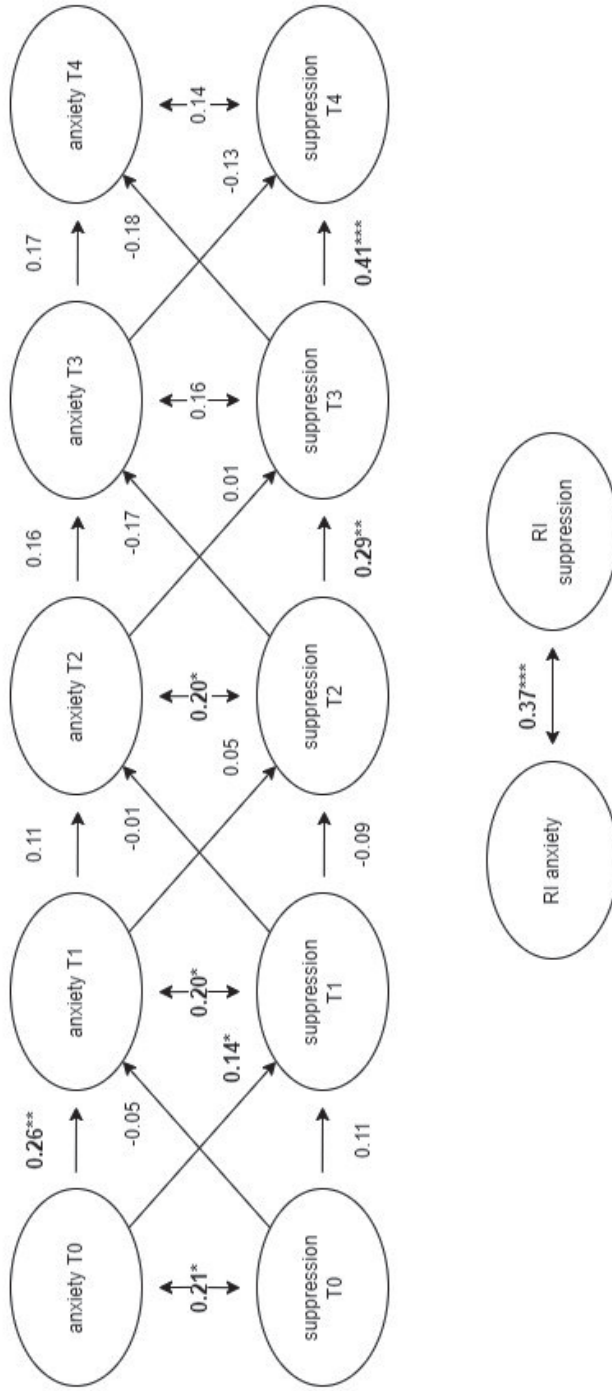 anxiety T0
anxiety T1
anxiety T2
anxiety T3
anxiety T4
0.26**
0.11
0.16
0.17
0.21*
0.20*
0.20*
0.16
0.14
-0.05
-0.01
-0.17
-0.18
0.14*
0.05
0.01
-0.13
suppression
T0
suppression
T1
suppression
T2
suppression
T3
suppression
T4
0.11
-0.09
0.29**
0.41***
RI anxiety
0.37***
RI
suppression